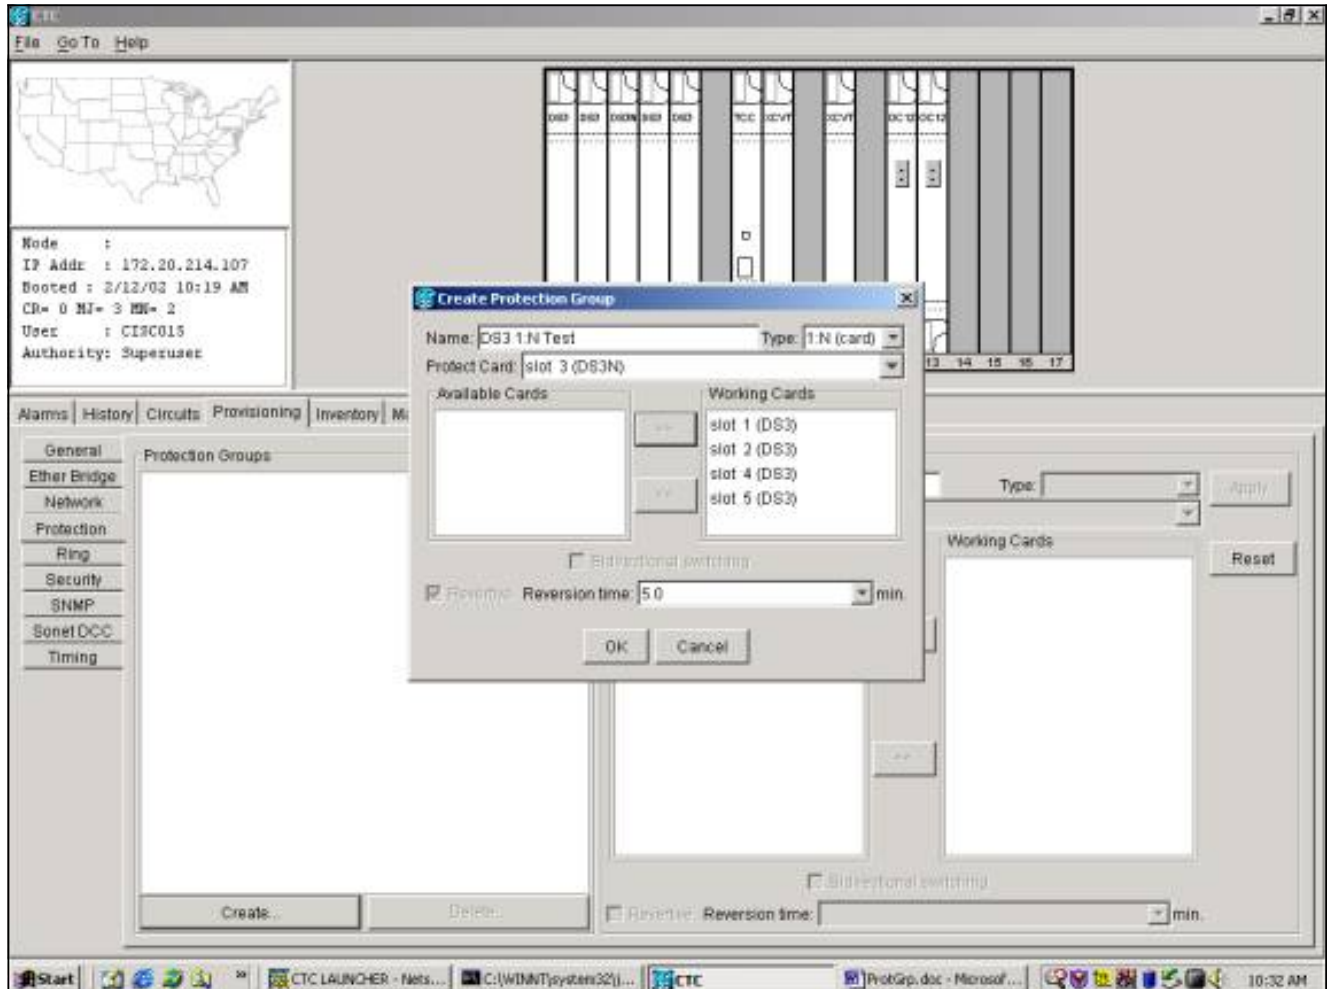 CTC
File Go To Help
DS3 DS3 DS3N DS3 DS3 TCC XCVT XCVT OC12 OC12
Node :
IP Addr : 172.20.214.107
Booted : 2/12/02 10:19 AM
CR= 0 MJ= 3 MN= 2
User : CISCO15
Authority: Superuser
13 14 15 16 17
Create Protection Group
Name: DS3 1:N Test Type: 1:N (card)
Protect Card: slot 3 (DS3N)
Available Cards Working Cards
>>
slot 1 (DS3)
slot 2 (DS3)
slot 4 (DS3)
slot 5 (DS3)
Bidirectional switching
Revertive Reversion time: 5.0 min.
OK Cancel
Alarms History Circuits Provisioning Inventory
General
Ether Bridge
Network
Protection
Ring
Security
SNMP
Sonet DCC
Timing
Protection Groups
Type: Apply
Working Cards
Reset
Bidirectional switching
Create... Delete... Revertive Reversion time: min.
Start CTC LAUNCHER - Nets... C:\WINNT\system32\j... CTC ProtGrp.doc - Microsof... 10:32 AM